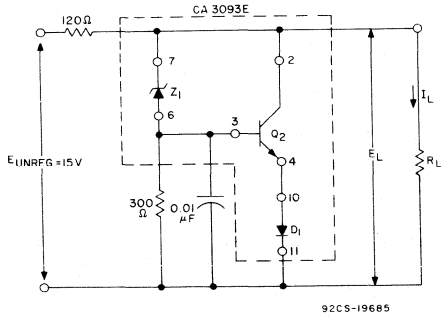 CA 3093E
120Ω
7
2
Z1
6
3
Q2
IL
4
EL
EUNREG =15V
RL
10
300
Ω
0.01
μF
D1
11
92CS-19685